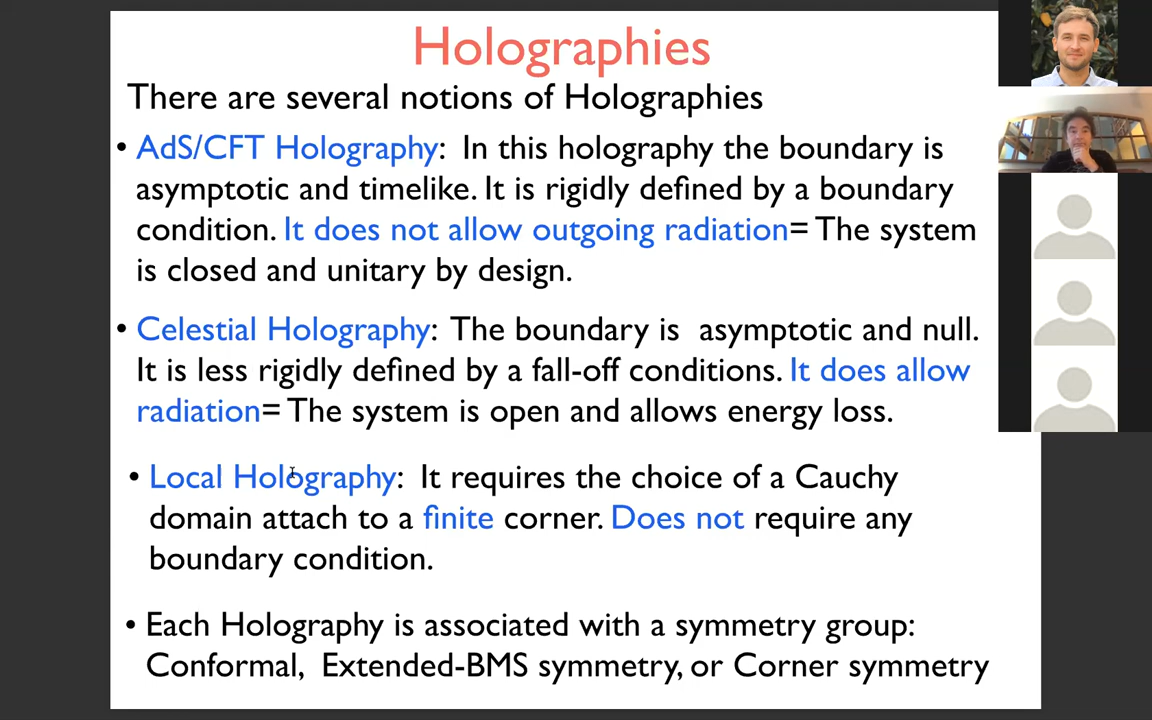 Holographies
There are several notions of Holographies
• AdS/CFT Holography: In this holography the boundary is
asymptotic and timelike. It is rigidly defined by a boundary
condition. It does not allow outgoing radiation= The system
is closed and unitary by design.
• Celestial Holography: The boundary is asymptotic and null.
It is less rigidly defined by a fall-off conditions. It does allow
radiation= The system is open and allows energy loss.
• Local Holography: It requires the choice of a Cauchy
domain attach to a finite corner. Does not require any
boundary condition.
• Each Holography is associated with a symmetry group:
Conformal, Extended-BMS symmetry, or Corner symmetry